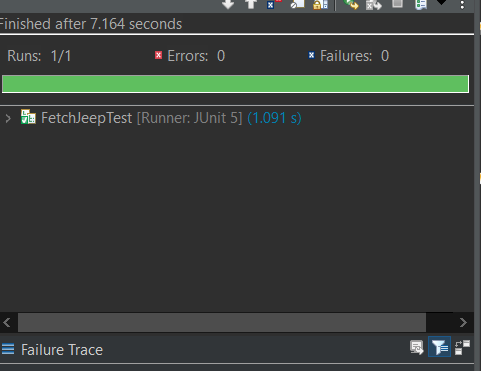 Finished after 7.164 seconds
Runs: 1/1 Errors: 0 Failures: 0
FetchJeepTest [Runner: JUnit 5] (1.091 s)
Failure Trace